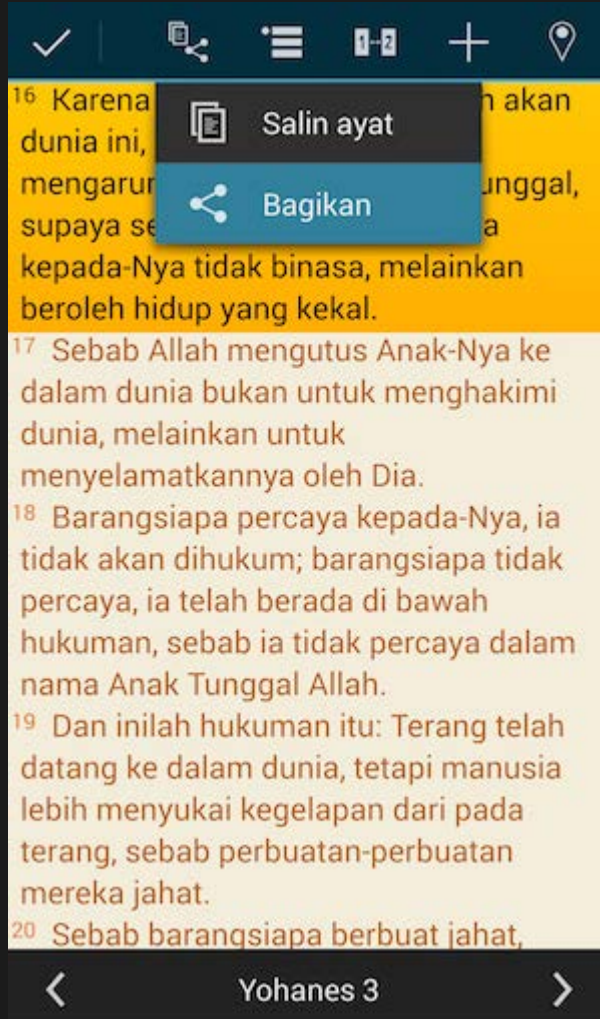 1 2
16 Karena akan
dunia ini,
Salin ayat
Bagikan
kepada-Nya tidak binasa, melainkan
beroleh hidup yang kekal.
17 Sebab Allah mengutus Anak-Nya ke
dalam dunia bukan untuk menghakimi
dunia, melainkan untuk
menyelamatkannya oleh Dia.
18 Barangsiapa percaya kepada-Nya, ia
tidak akan dihukum; barangsiapa tidak
percaya, ia telah berada di bawah
hukuman, sebab ia tidak percaya dalam
nama Anak Tunggal Allah.
19 Dan inilah hukuman itu: Terang telah
datang ke dalam dunia, tetapi manusia
lebih menyukai kegelapan dari pada
terang, sebab perbuatan-perbuatan
mereka jahat.
20 Sebab barangsiapa berbuat jahat,
Yohanes 3